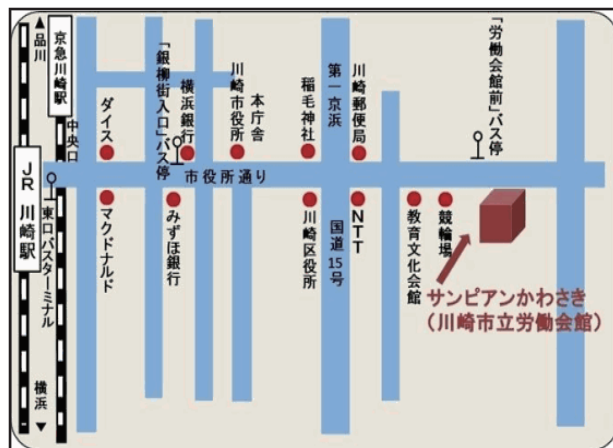 ▲品川
京急川崎駅
中央口
JR 川崎駅
東口バスターミナル
横浜▼
ダイス
「銀柳街入口」バス停
横浜銀行
川崎市役所
本庁舎
稲毛神社
第一京浜
川崎郵便局
「労働会館前」バス停
市役所通り
マクドナルド
みずほ銀行
川崎区役所
国道15号
NTT
教育文化会館
競輪場
サンピアンかわさき
(川崎市立労働会館)